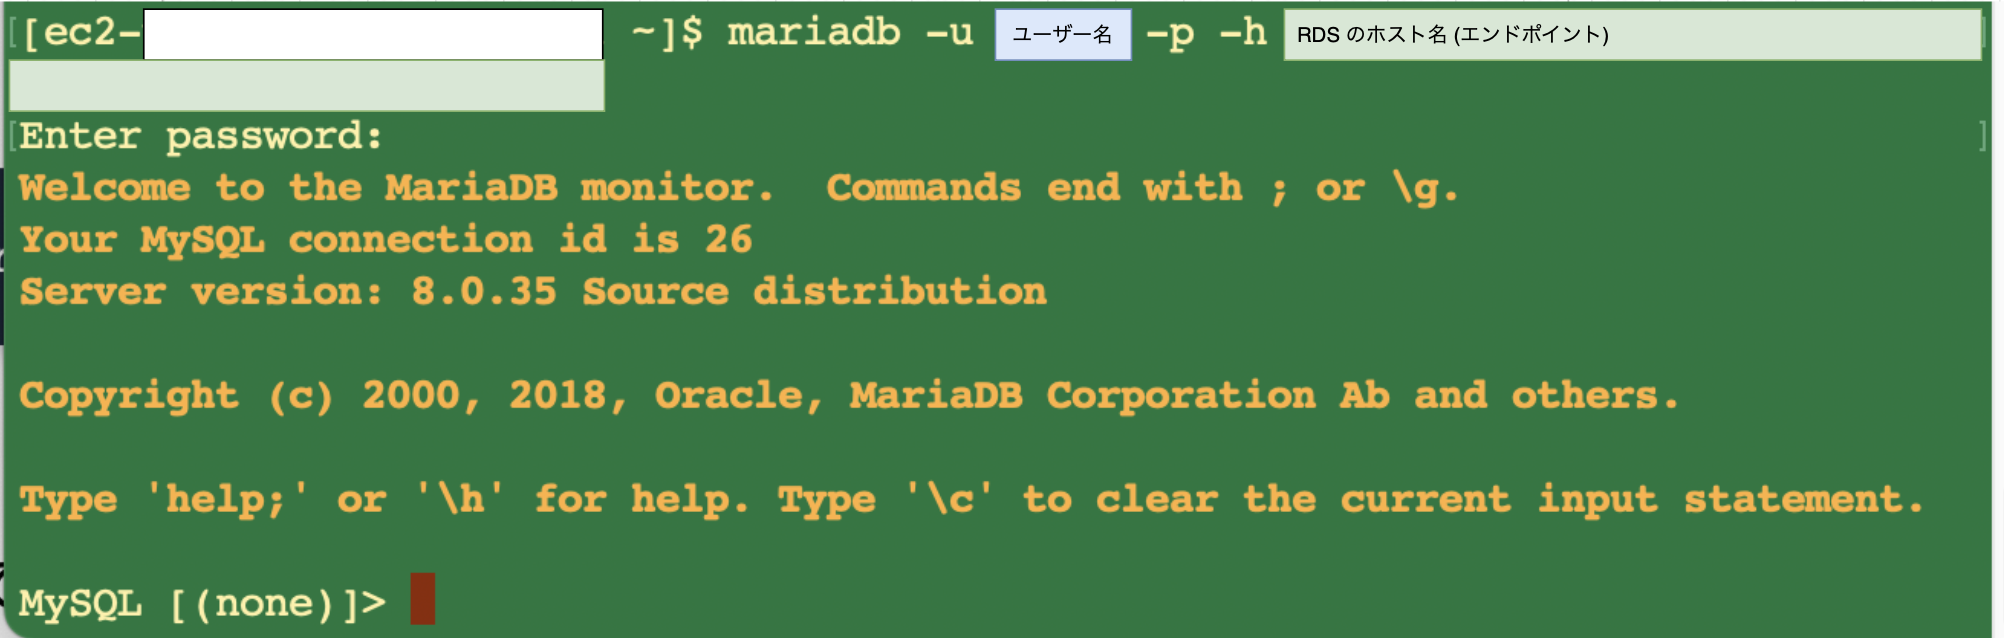 [ec2- ~]$ mariadb -u ユーザー名 -p -h RDS のホスト名 (エンドポイント)
Enter password:
Welcome to the MariaDB monitor.  Commands end with ; or \g.
Your MySQL connection id is 26
Server version: 8.0.35 Source distribution
Copyright (c) 2000, 2018, Oracle, MariaDB Corporation Ab and others.
Type 'help;' or '\h' for help. Type '\c' to clear the current input statement.
MySQL [(none)]>